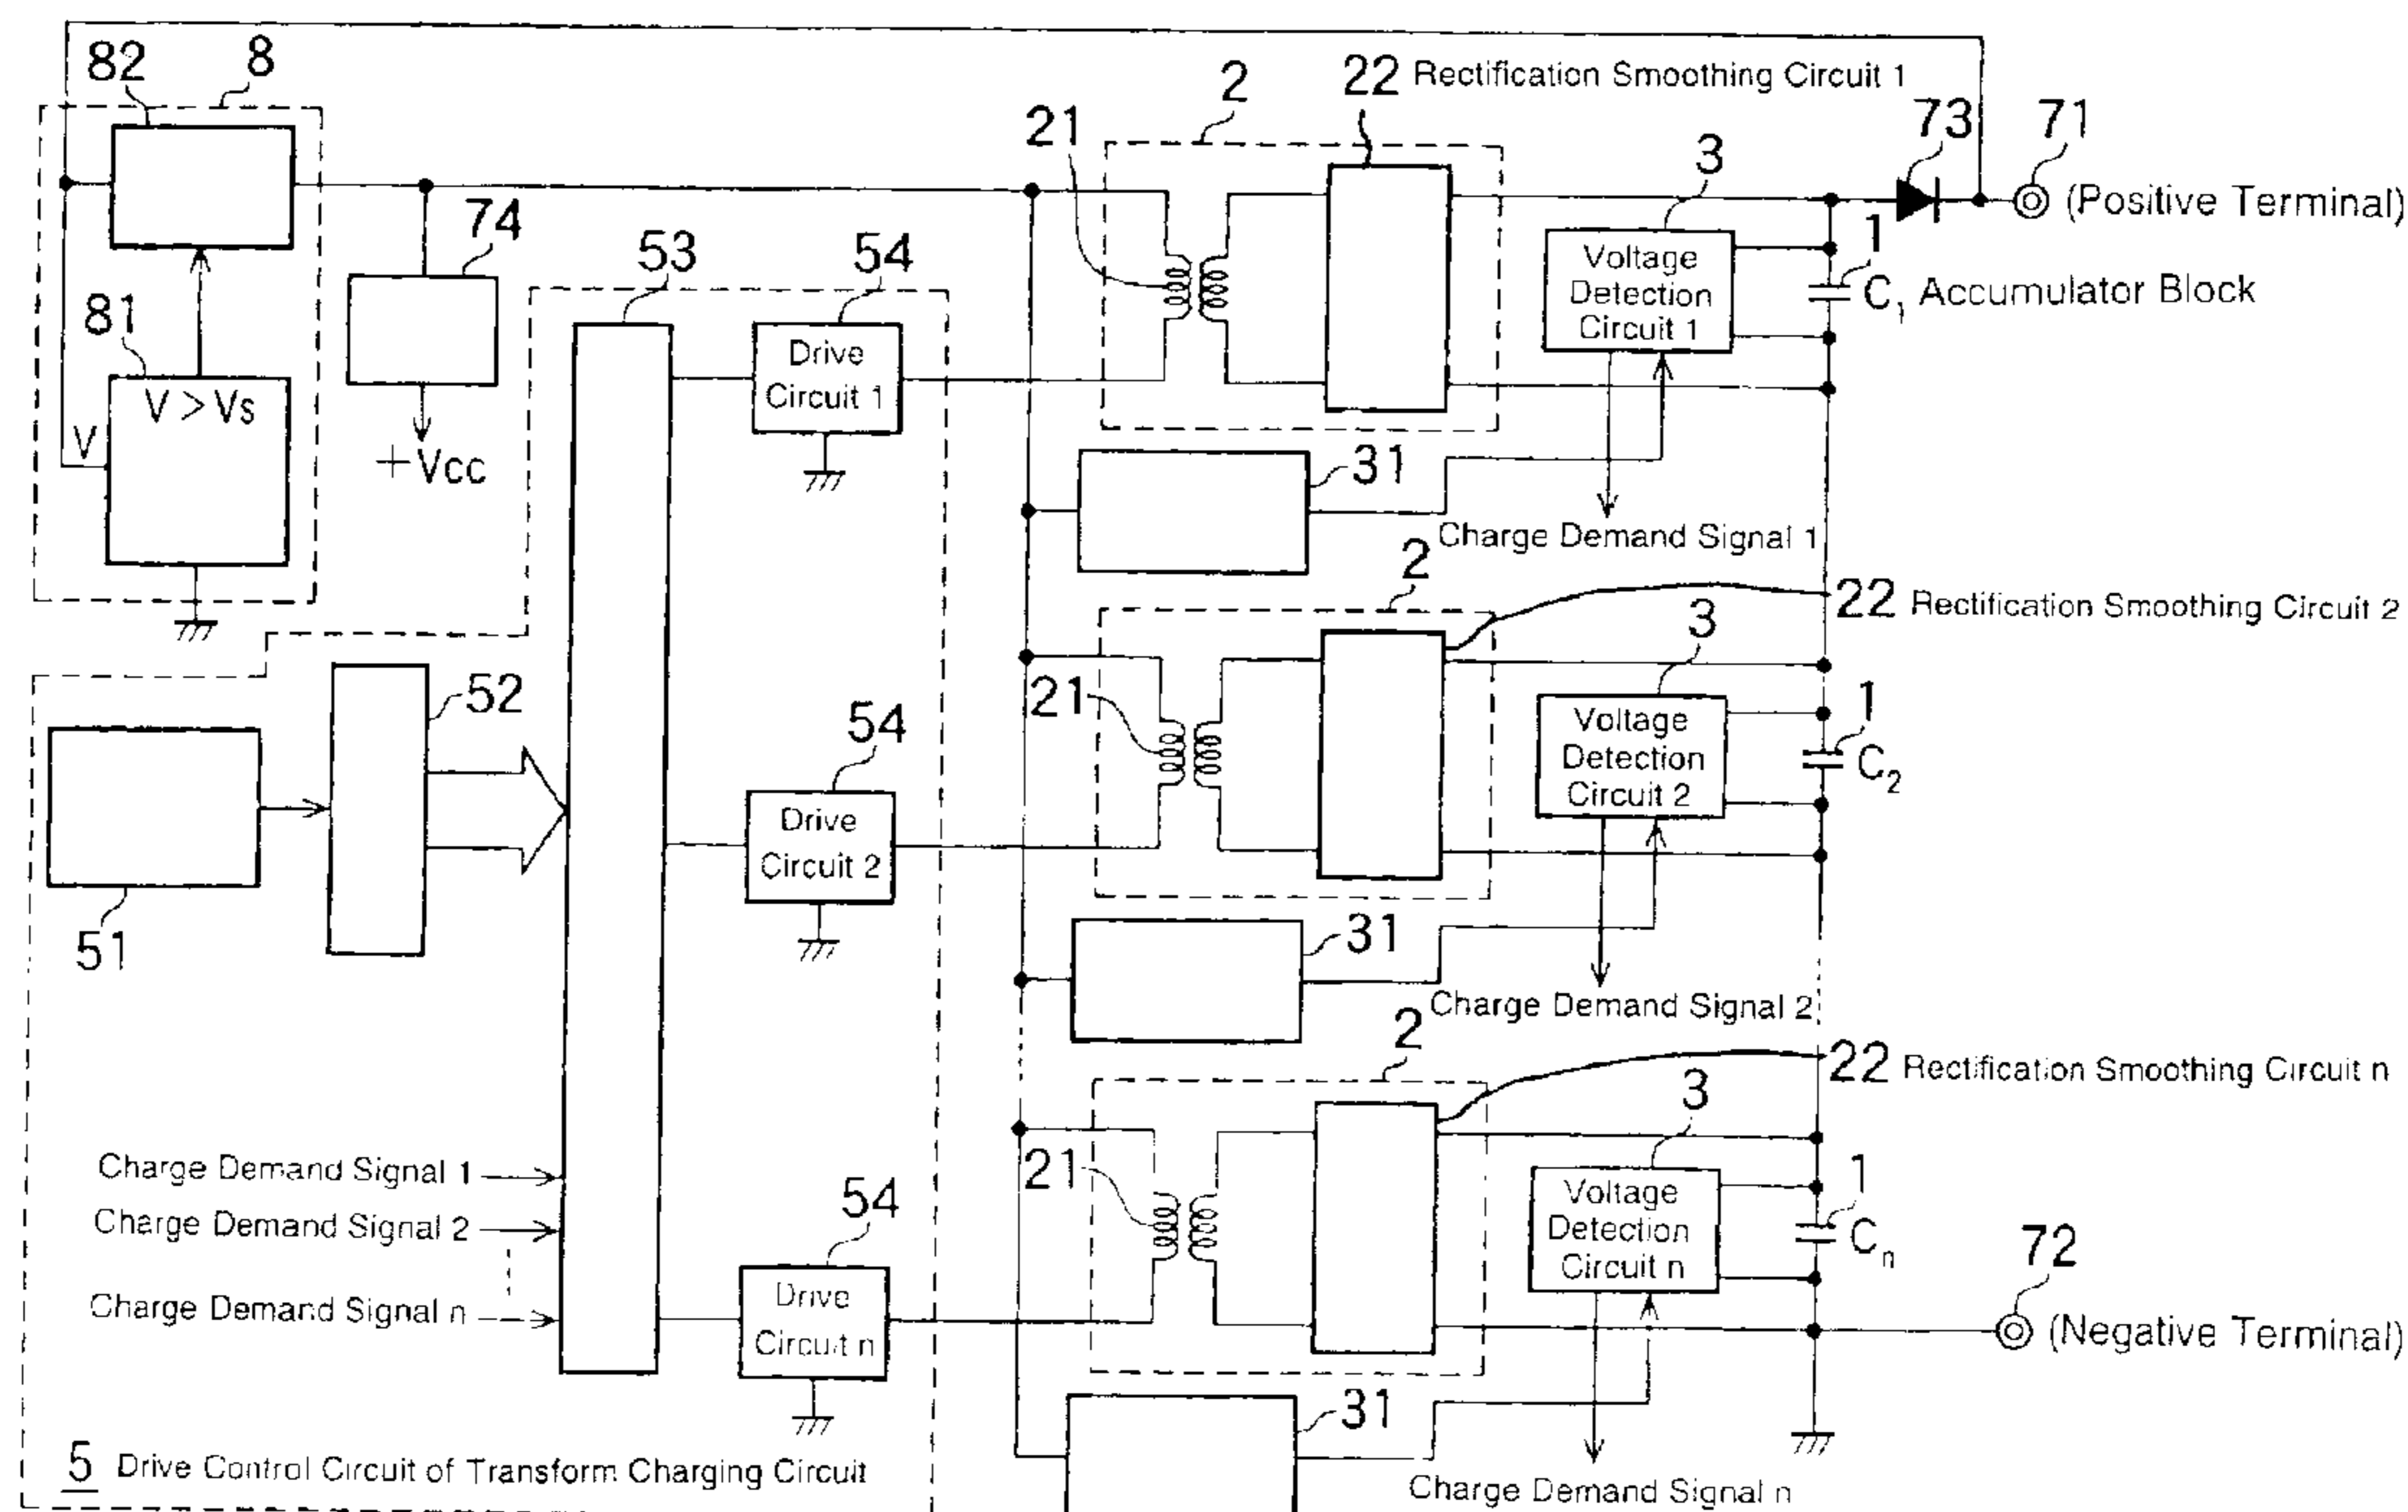 82
8
2
22 Rectification Smoothing Circuit 1
73
71
(Positive Terminal)
21
3
Voltage
Detection
Circuit 1
1
C1 Accumulator Block
74
53
54
Drive
Circuit 1
81
V > Vs
V
+Vcc
31
Charge Demand Signal 1
2
22 Rectification Smoothing Circuit 2
3
21
Voltage
Detection
Circuit 2
1
C2
52
54
Drive
Circuit 2
51
31
Charge Demand Signal 2
2
22 Rectification Smoothing Circuit n
3
21
Voltage
Detection
Circuit n
1
Cn
72
(Negative Terminal)
Charge Demand Signal 1
Charge Demand Signal 2
Charge Demand Signal n
54
Drive
Circuit n
31
5 Drive Control Circuit of Transform Charging Circuit
Charge Demand Signal n